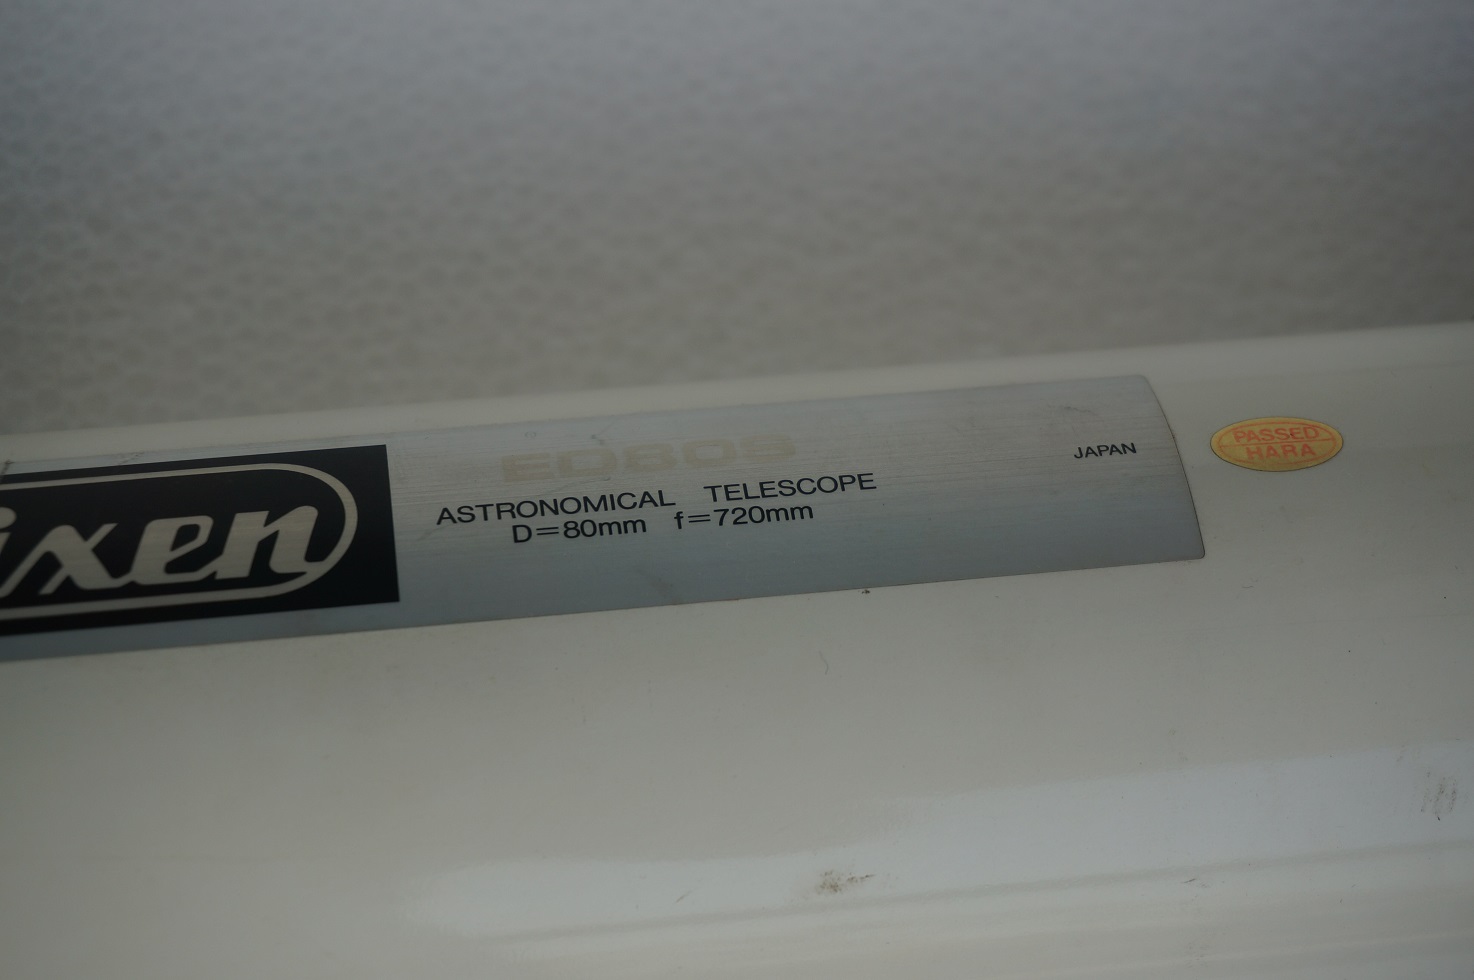 ixen
ED80S
ASTRONOMICAL TELESCOPE
D=80mm f=720mm
JAPAN
PASSED
HARA